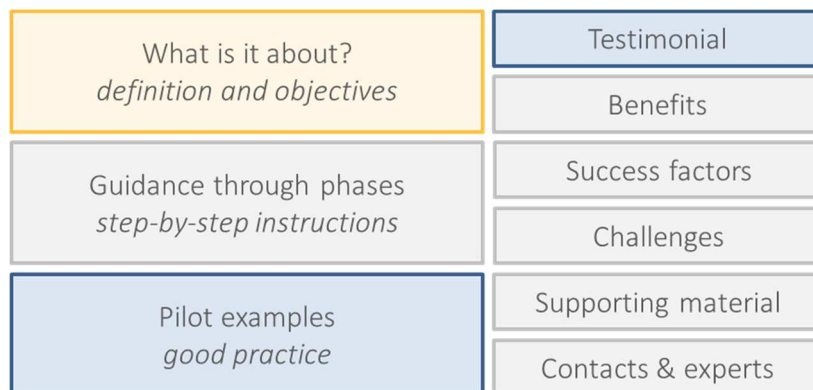 What is it about?
definition and objectives
Guidance through phases
step-by-step instructions
Pilot examples
good practice
Testimonial
Benefits
Success factors
Challenges
Supporting material
Contacts & experts